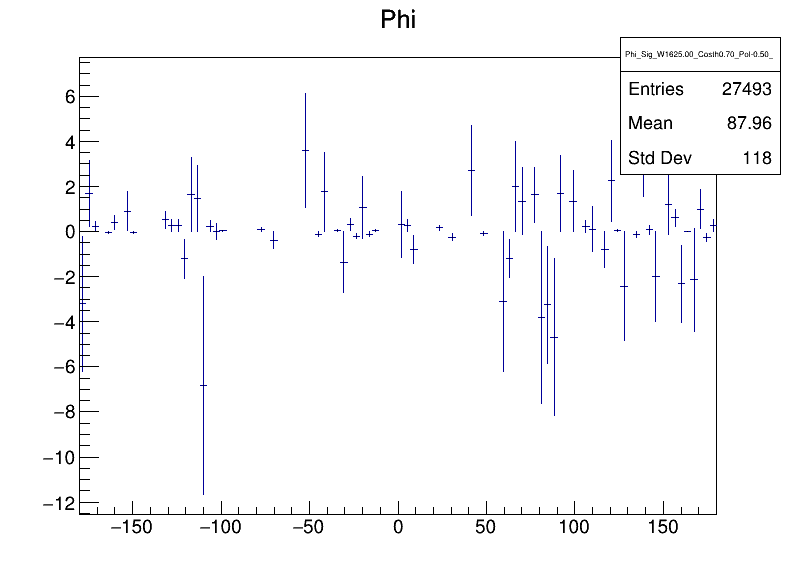 Phi
Phi_Sig_W1625.00_Costh0.70_Pol-0.50_
Entries 27493
Mean 87.96
Std Dev 118
6
4
2
0
−2
−4
−6
−8
−10
−12
−150 −100 −50 0 50 100 150